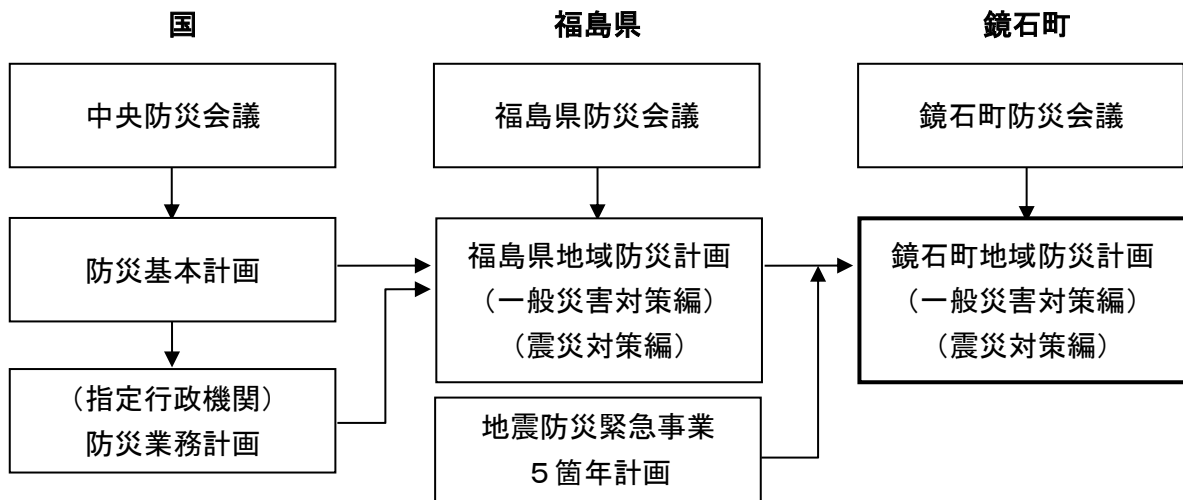 国
福島県
鏡石町
中央防災会議
福島県防災会議
鏡石町防災会議
防災基本計画
福島県地域防災計画
（一般災害対策編）
（震災対策編）
鏡石町地域防災計画
（一般災害対策編）
（震災対策編）
（指定行政機関）
防災業務計画
地震防災緊急事業
５箇年計画